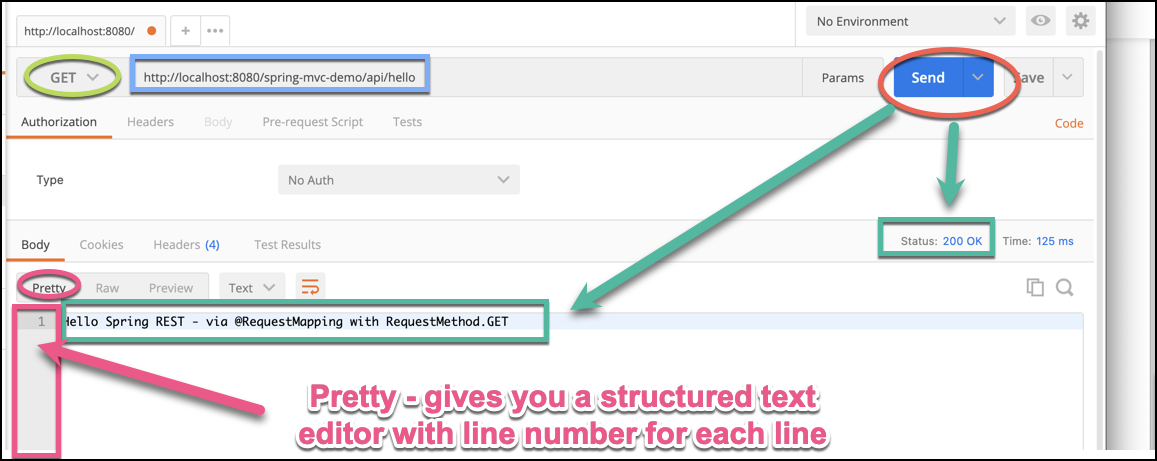 http://localhost:8080/
+
•••
No Environment
GET
http://localhost:8080/spring-mvc-demo/api/hello
Params
Send
Save
Authorization
Headers
Body
Pre-request Script
Tests
Code
Type
No Auth
Body
Cookies
Headers (4)
Test Results
Status: 200 OK
Time: 125 ms
Pretty
Raw
Preview
Text
1
Hello Spring REST - via @RequestMapping with RequestMethod.GET
Pretty - gives you a structured text
editor with line number for each line